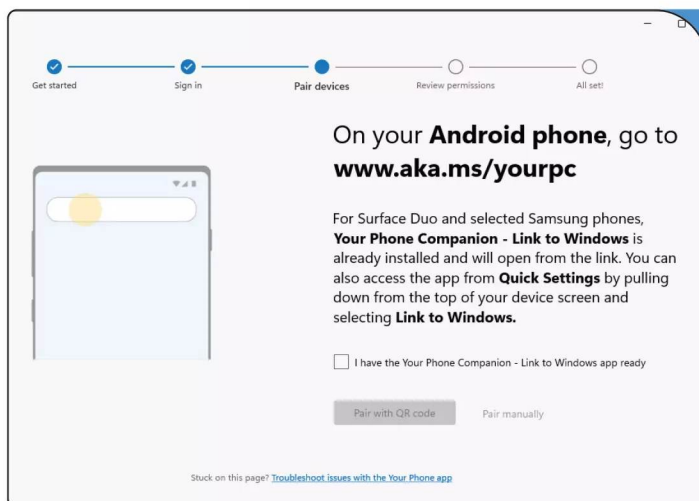 Get started
Sign in
Pair devices
Review permissions
All set!
On your Android phone, go to
www.aka.ms/yourpc
For Surface Duo and selected Samsung phones,
Your Phone Companion - Link to Windows is
already installed and will open from the link. You can
also access the app from Quick Settings by pulling
down from the top of your device screen and
selecting Link to Windows.
I have the Your Phone Companion - Link to Windows app ready
Pair with QR code
Pair manually
Stuck on this page? Troubleshoot issues with the Your Phone app